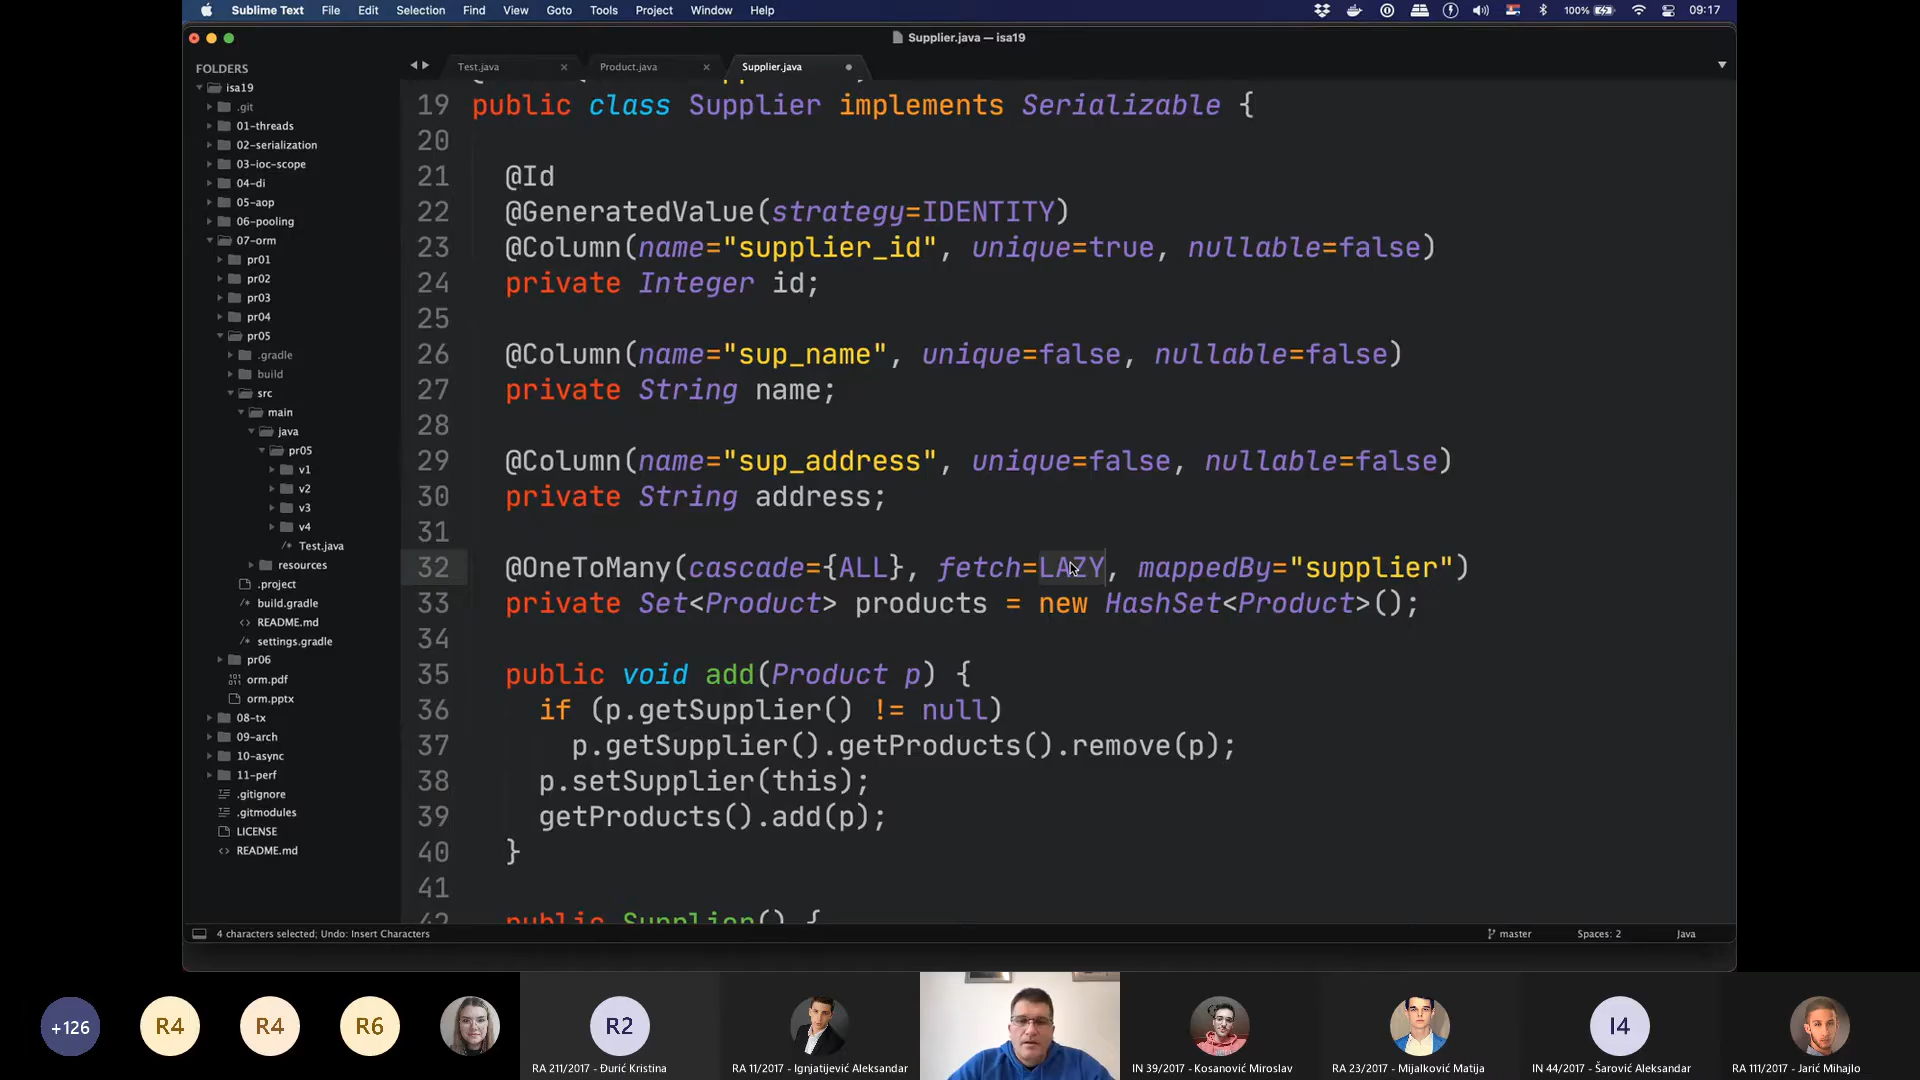 Sublime Text File Edit Selection Find View Goto Tools Project Window Help 100% 09:17
Supplier.java — isa19
FOLDERS
isa19
.git
01-threads
02-serialization
03-ioc-scope
04-di
05-aop
06-pooling
07-orm
pr01
pr02
pr03
pr04
pr05
.gradle
build
src
main
java
pr05
v1
v2
v3
v4
Test.java
resources
.project
build.gradle
README.md
settings.gradle
pr06
orm.pdf
orm.pptx
08-tx
09-arch
10-async
11-perf
.gitignore
.gitmodules
LICENSE
README.md
Test.java Product.java Supplier.java
19 public class Supplier implements Serializable {
20
21 @Id
22 @GeneratedValue(strategy=IDENTITY)
23 @Column(name="supplier_id", unique=true, nullable=false)
24 private Integer id;
25
26 @Column(name="sup_name", unique=false, nullable=false)
27 private String name;
28
29 @Column(name="sup_address", unique=false, nullable=false)
30 private String address;
31
32 @OneToMany(cascade={ALL}, fetch=LAZY, mappedBy="supplier")
33 private Set<Product> products = new HashSet<Product>();
34
35 public void add(Product p) {
36 if (p.getSupplier() != null)
37 p.getSupplier().getProducts().remove(p);
38 p.setSupplier(this);
39 getProducts().add(p);
40 }
41
42 public Supplier() {
4 characters selected; Undo: Insert Characters master Spaces: 2 Java
+126 R4 R4 R6 R2 I4
RA 211/2017 - Đurić Kristina
RA 11/2017 - Ignjatijević Aleksandar
IN 39/2017 - Kosanović Miroslav
RA 23/2017 - Mijalković Matija
IN 44/2017 - Šarović Aleksandar
RA 111/2017 - Jarić Mihajlo